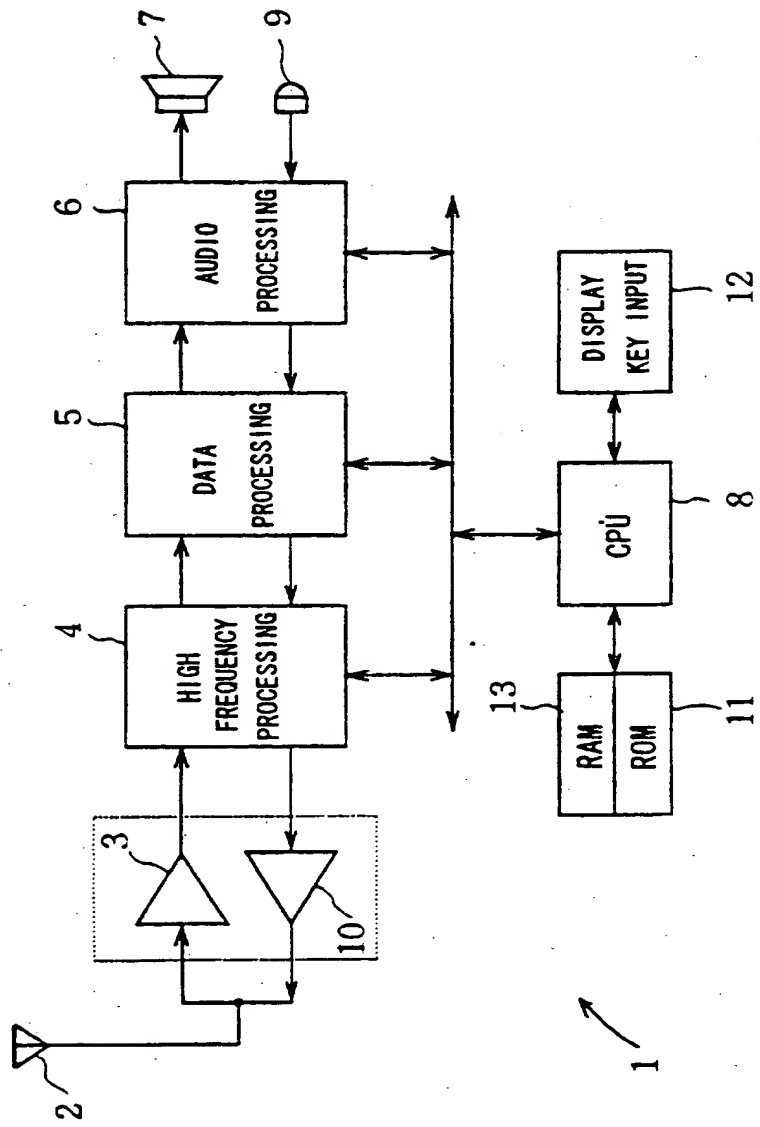 7
9
6
AUDIO
PROCESSING
5
DATA
PROCESSING
4
HIGH
FREQUENCY
PROCESSING
3
10
2
12
DISPLAY
KEY INPUT
8
CPU
13
RAM
ROM
11
1